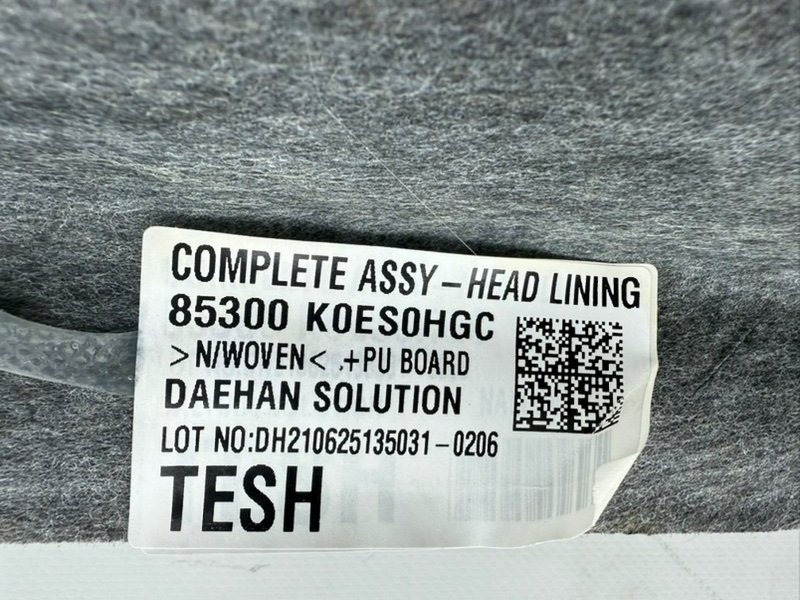 COMPLETE ASSY-HEAD LINING
85300 K0ES0HGC
>N/WOVEN< .+PU BOARD
DAEHAN SOLUTION
LOT NO:DH210625135031-0206
TESH